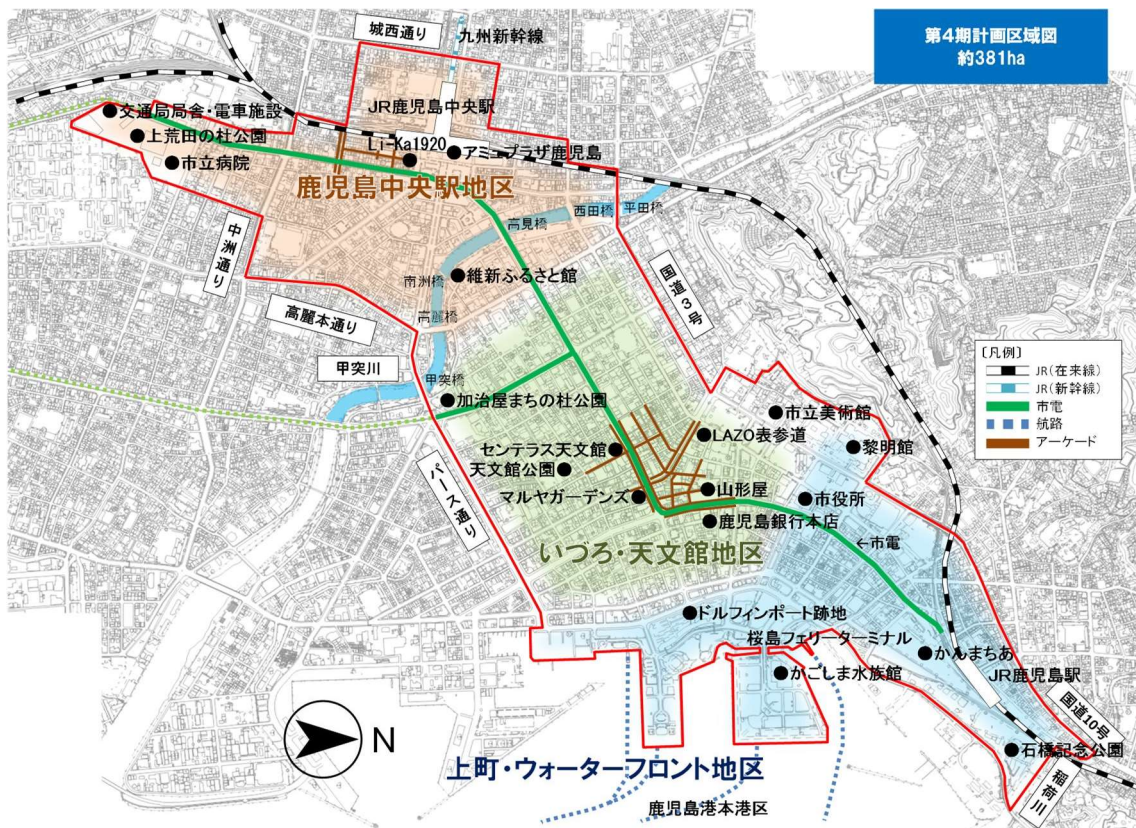 第4期計画区域図
約381ha
城西通り
九州新幹線
JR鹿児島中央駅
交通局局舎・電車施設
上荒田の杜公園
市立病院
Li-Ka1920
アミュプラザ鹿児島
鹿児島中央駅地区
中洲通り
高麗本通り
甲突川
平田橋
西田橋
高見橋
維新ふるさと館
南洲橋
高麗橋
甲突橋
国道3号
加治屋まちの杜公園
〔凡例〕
JR(在来線)
JR(新幹線)
市電
航路
アーケード
市立美術館
LAZO表参道
黎明館
センテラス天文館
天文館公園
マルヤガーデンズ
山形屋
市役所
鹿児島銀行本店
←市電
パース通り
いづろ・天文館地区
ドルフィンポート跡地
桜島フェリーターミナル
かんまちあ
かごしま水族館
JR鹿児島駅
国道10号
石橋記念公園
稲荷川
N
上町・ウォーターフロント地区
鹿児島港本港区